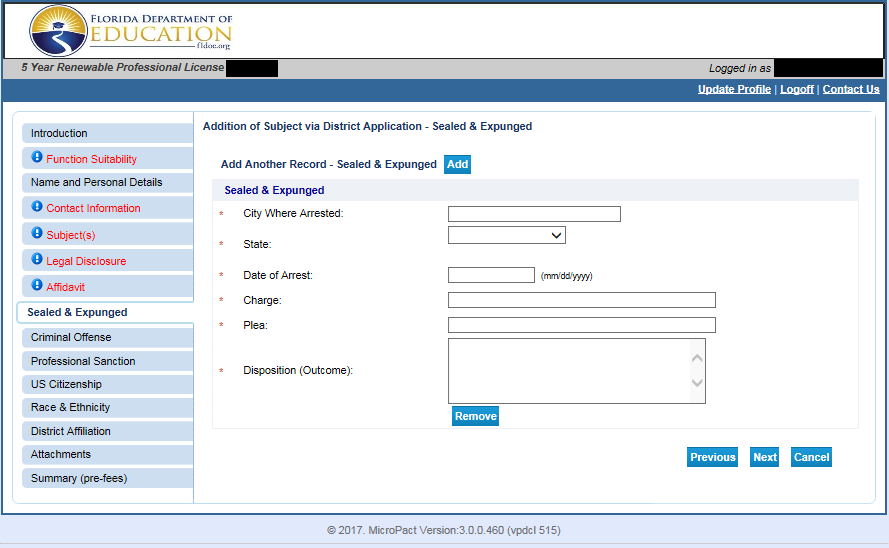 FLORIDA DEPARTMENT OF
EDUCATION
fldoe.org
5 Year Renewable Professional License
Logged in as
Update Profile | Logoff | Contact Us
Introduction
Function Suitability
Name and Personal Details
Contact Information
Subject(s)
Legal Disclosure
Affidavit
Sealed & Expunged
Criminal Offense
Professional Sanction
US Citizenship
Race & Ethnicity
District Affiliation
Attachments
Summary (pre-fees)
Addition of Subject via District Application - Sealed & Expunged
Add Another Record - Sealed & Expunged Add
Sealed & Expunged
* City Where Arrested:
* State:
* Date of Arrest: (mm/dd/yyyy)
* Charge:
* Plea:
* Disposition (Outcome):
Remove
Previous Next Cancel
© 2017. MicroPact Version:3.0.0.460 (vpdcl 515)